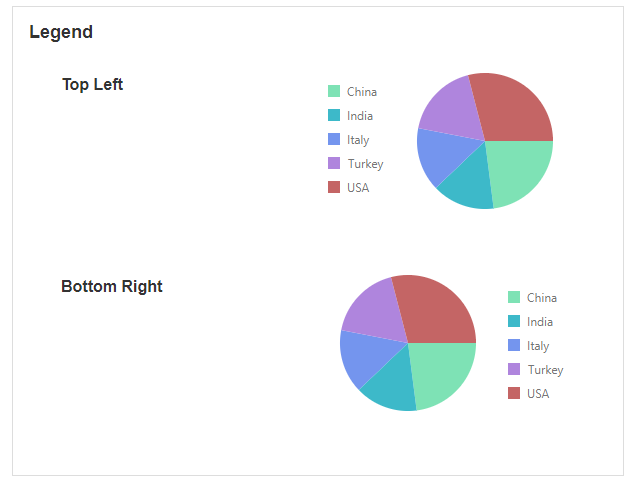 Legend
Top Left
China
India
Italy
Turkey
USA
Bottom Right
China
India
Italy
Turkey
USA